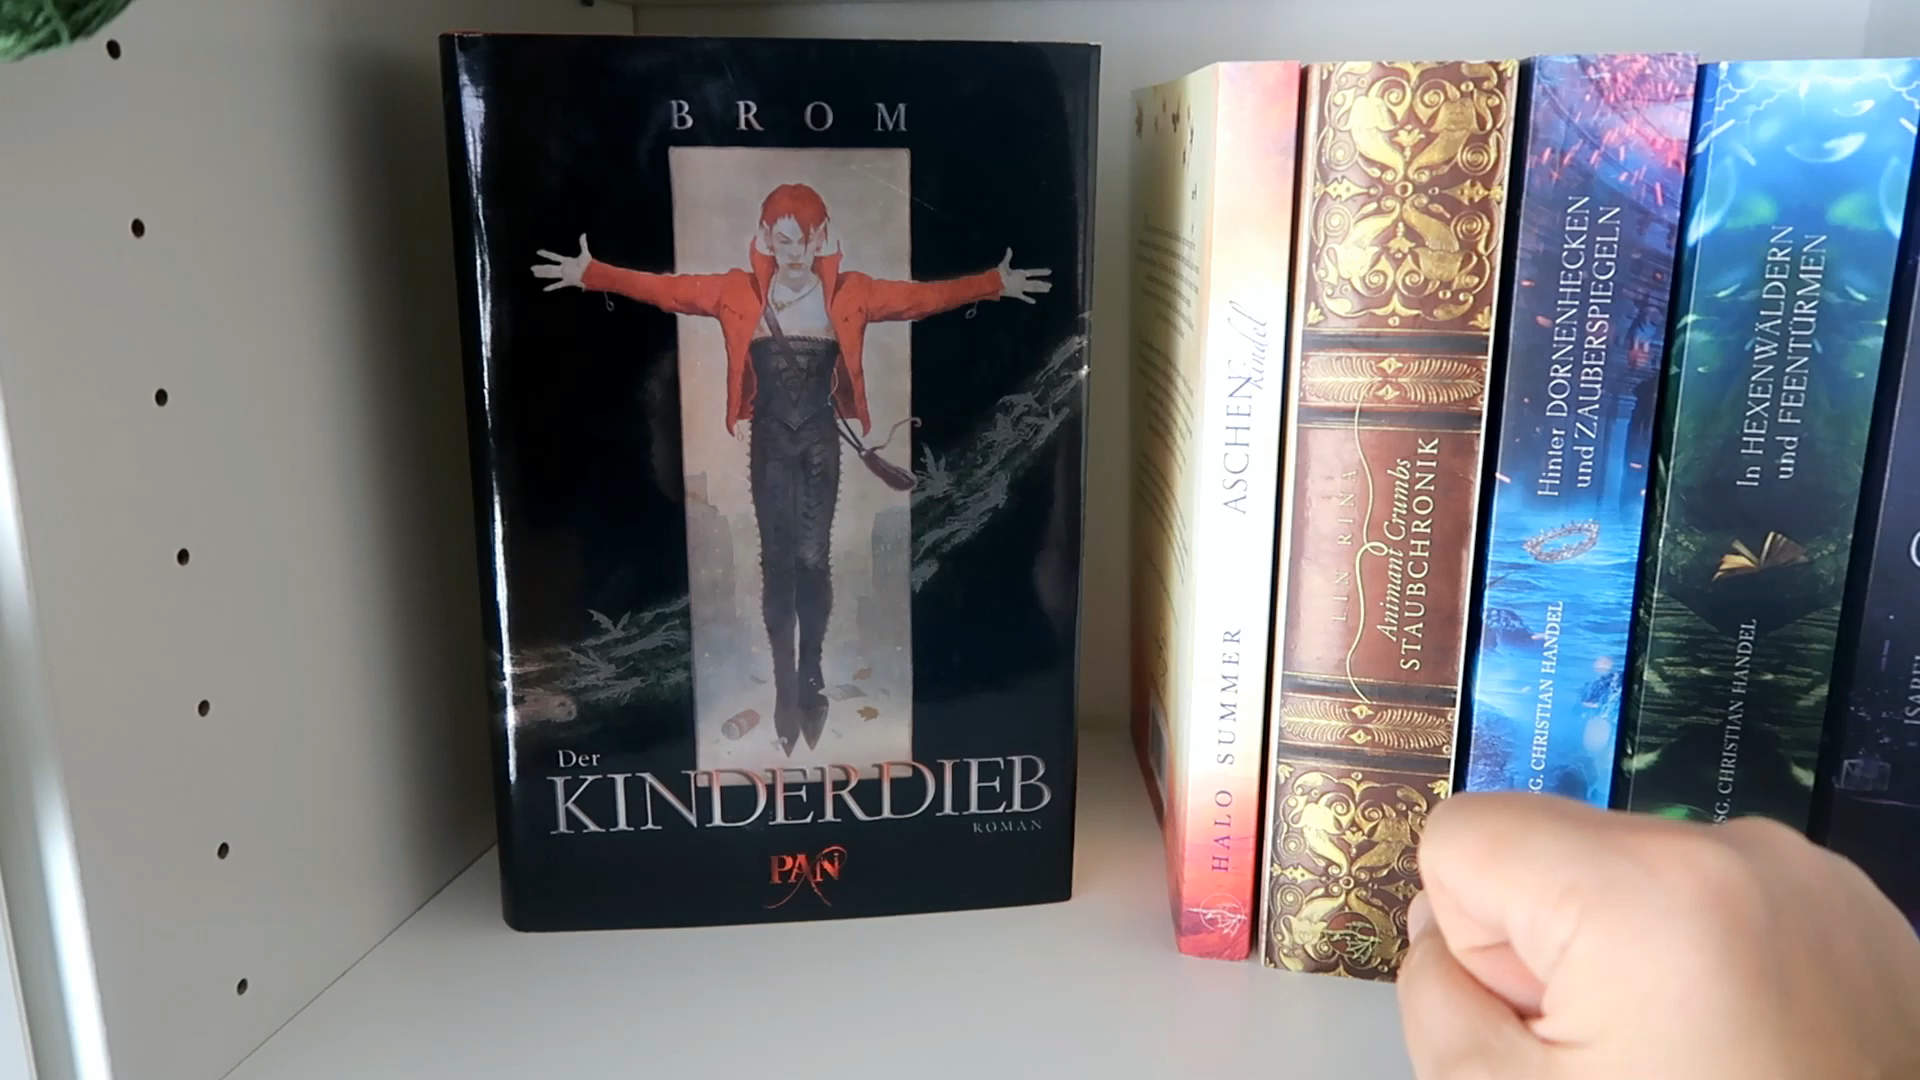 BROM
Der
KINDERDIEB
ROMAN
PAN
HALO SUMMER ASCHENkindel
LIN RINA
Animant Crumbs
STAUBCHRONIK
Hinter DORNENHECKEN
und ZAUBERSPIEGELN
HG. CHRISTIAN HANDEL
In HEXENWÄLDERN
und FEENTÜRMEN
HSG. CHRISTIAN HANDEL